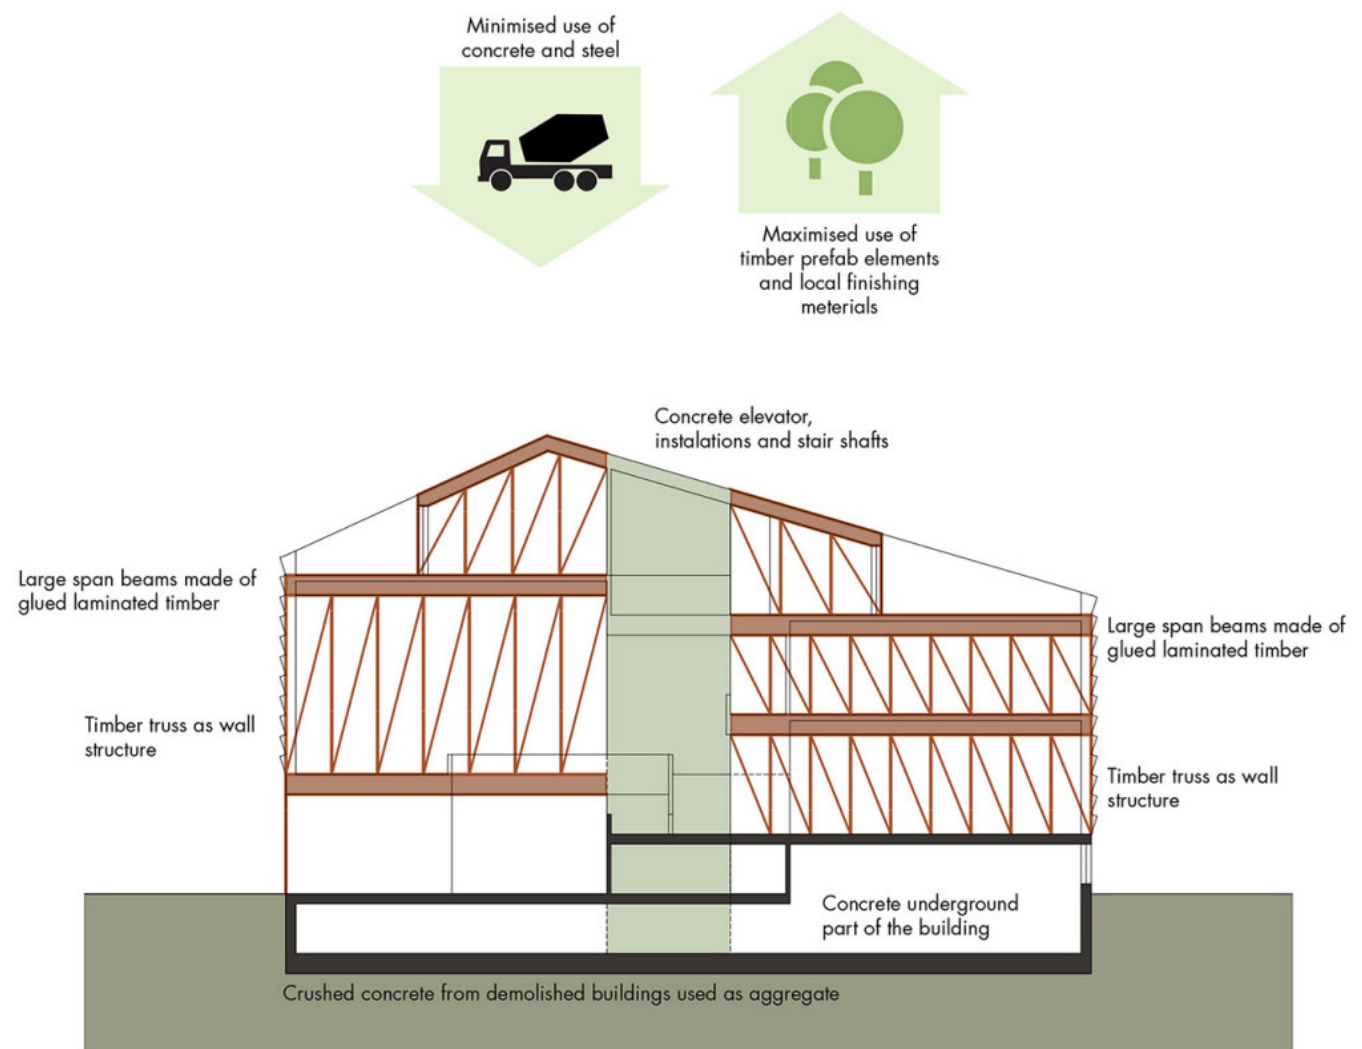 Minimised use of
concrete and steel
Maximised use of
timber prefab elements
and local finishing
meterials
Concrete elevator,
instalations and stair shafts
Large span beams made of
glued laminated timber
Large span beams made of
glued laminated timber
Timber truss as wall
structure
Timber truss as wall
structure
Concrete underground
part of the building
Crushed concrete from demolished buildings used as aggregate